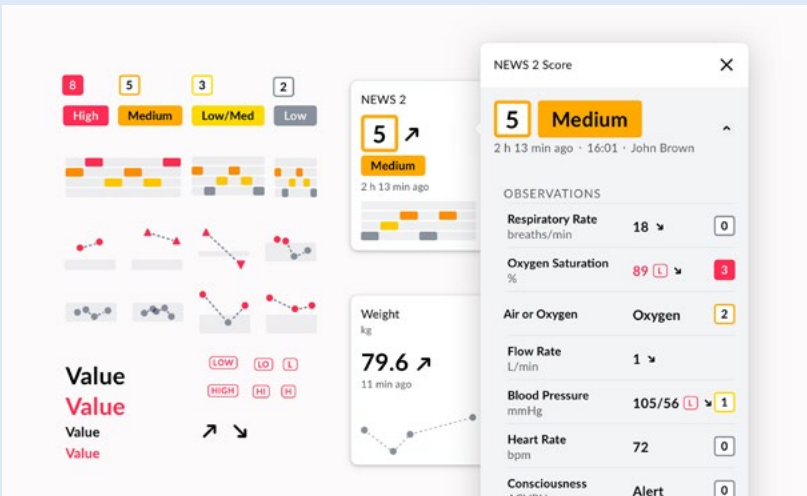 8
5
3
2
High
Medium
Low/Med
Low
Value
Value
Value
Value
LOW
LO
L
HIGH
HI
H
NEWS 2
5
Medium
2 h 13 min ago
Weight
kg
79.6
11 min ago
NEWS 2 Score
5 Medium
2 h 13 min ago · 16:01 · John Brown
OBSERVATIONS
Respiratory Rate
breaths/min
18
0
Oxygen Saturation
%
89 L
3
Air or Oxygen
Oxygen
2
Flow Rate
L/min
1
Blood Pressure
mmHg
105/56 L
1
Heart Rate
bpm
72
0
Consciousness
Alert
0